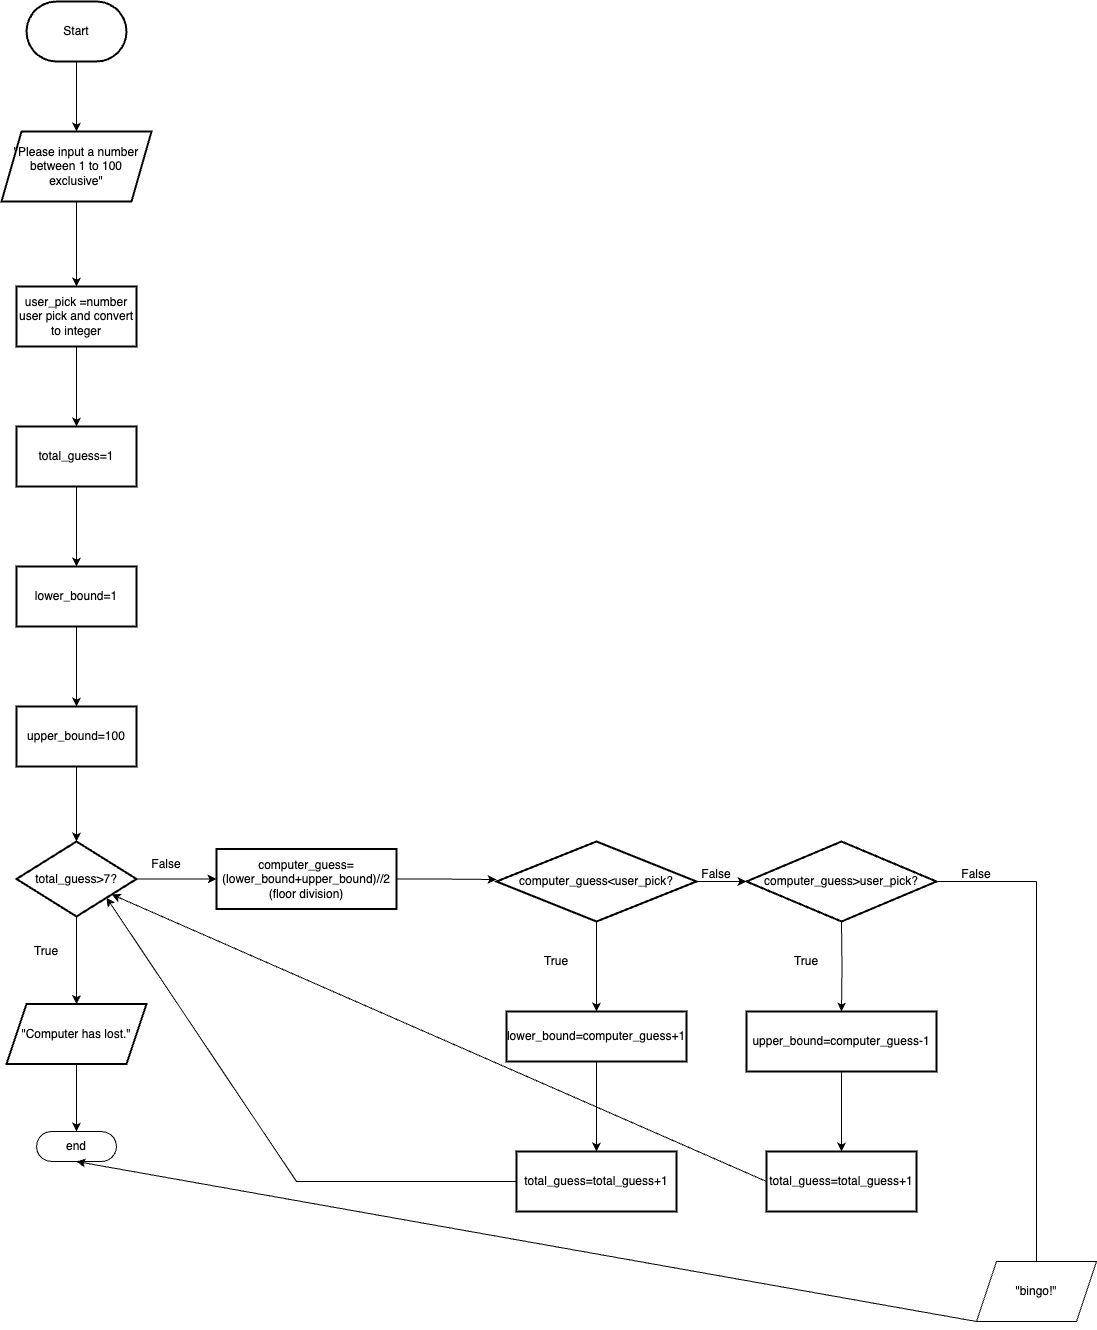 Start
"Please input a number
between 1 to 100
exclusive"
user_pick =number
user pick and convert
to integer
total_guess=1
lower_bound=1
upper_bound=100
total_guess>7?
False
computer_guess=
(lower_bound+upper_bound)//2
(floor division)
computer_guess<user_pick?
False
computer_guess>user_pick?
False
True
True
True
"Computer has lost."
lower_bound=computer_guess+1
upper_bound=computer_guess-1
end
total_guess=total_guess+1
total_guess=total_guess+1
"bingo!"